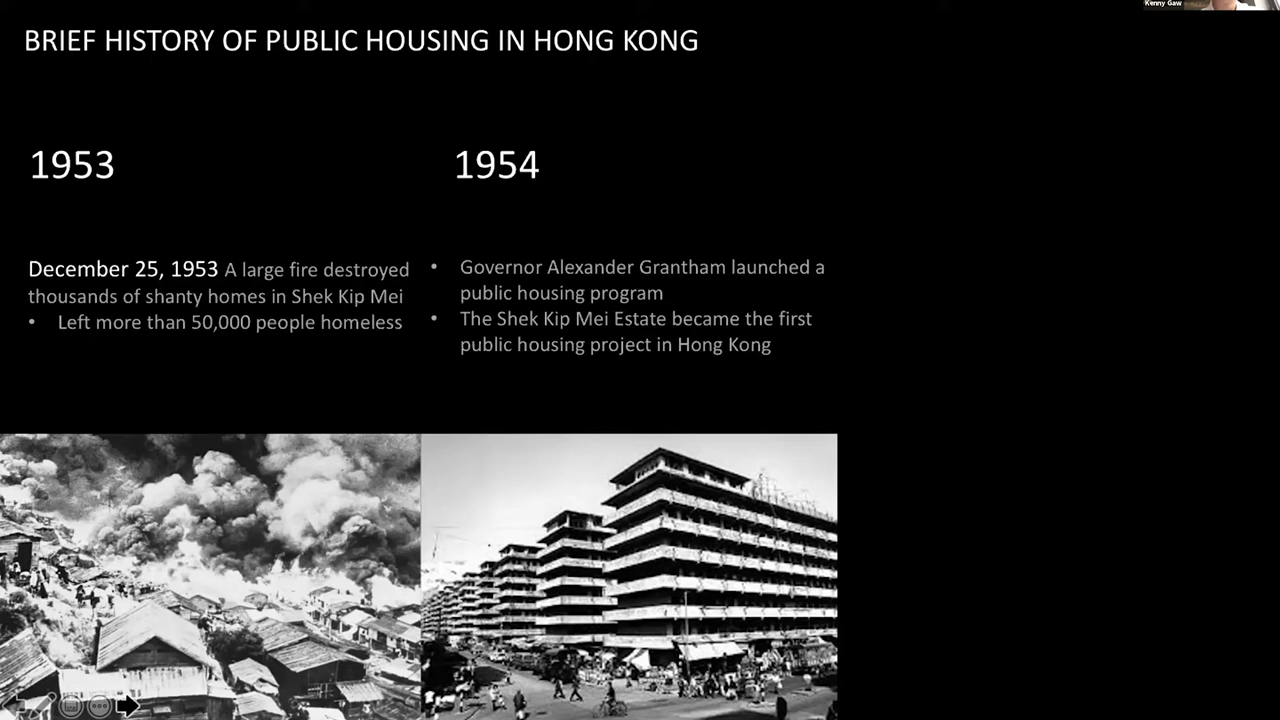 Kenny Gaw
BRIEF HISTORY OF PUBLIC HOUSING IN HONG KONG
1953
December 25, 1953 A large fire destroyed
thousands of shanty homes in Shek Kip Mei
• Left more than 50,000 people homeless
1954
• Governor Alexander Grantham launched a
public housing program
• The Shek Kip Mei Estate became the first
public housing project in Hong Kong